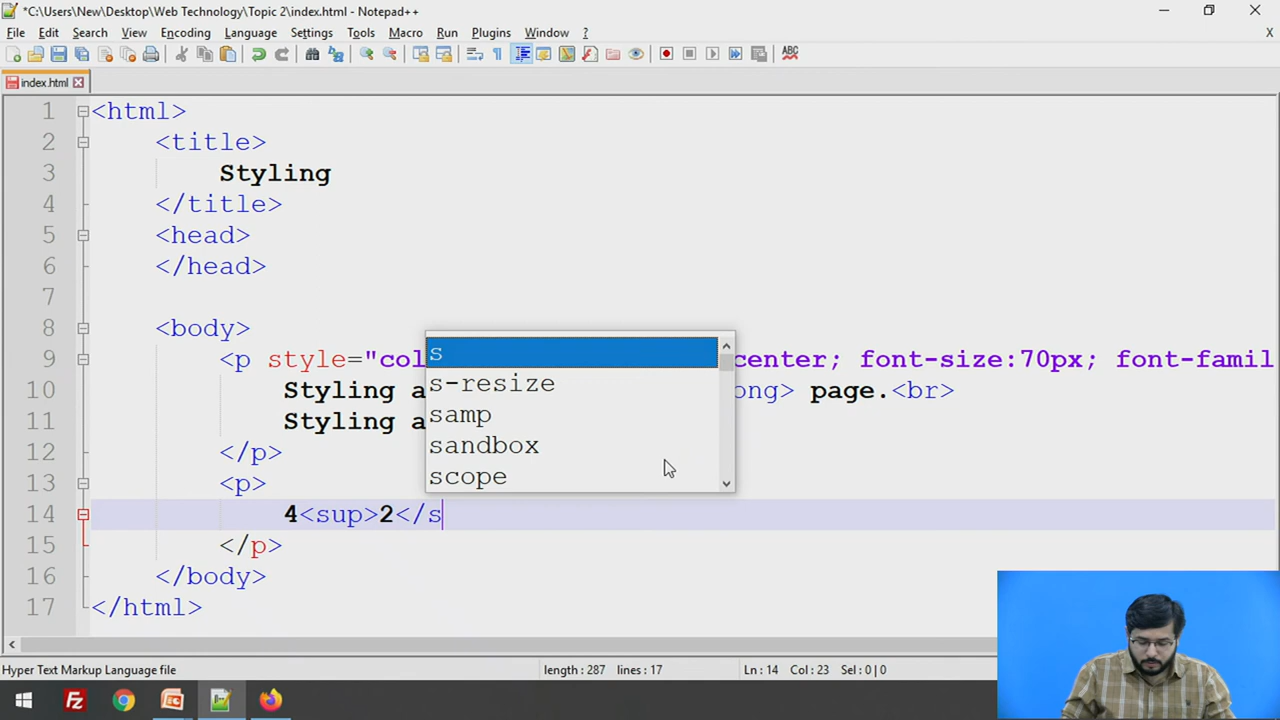 *C:\Users\New\Desktop\Web Technology\Topic 2\index.html - Notepad++
File Edit Search View Encoding Language Settings Tools Macro Run Plugins Window ? X
ABC
index.html
1 <html>
2 <title>
3 Styling
4 </title>
5 <head>
6 </head>
7
8 <body>
9 <p style="col center; font-size:70px; font-famil
10 Styling a ong> page.<br>
11 Styling a
12 </p>
13 <p>
14 4<sup>2</s
15 </p>
16 </body>
17 </html>
s
s-resize
samp
sandbox
scope
Hyper Text Markup Language file length : 287 lines : 17 Ln : 14 Col : 23 Sel : 0 | 0
Fz